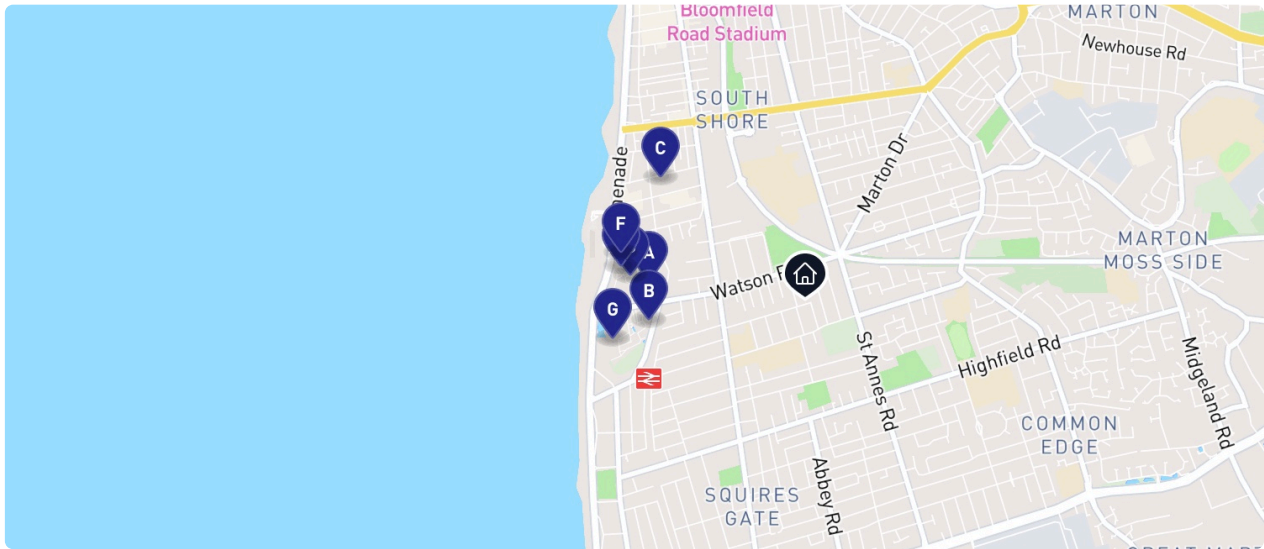 Bloomfield
Road Stadium
MARTON
Newhouse Rd
SOUTH
SHORE
C
Marton Dr
F
A
MARTON
MOSS SIDE
Watson
B
G
St Annes Rd
Highfield Rd
Midgeland Rd
COMMON
EDGE
Abbey Rd
SQUIRES
GATE